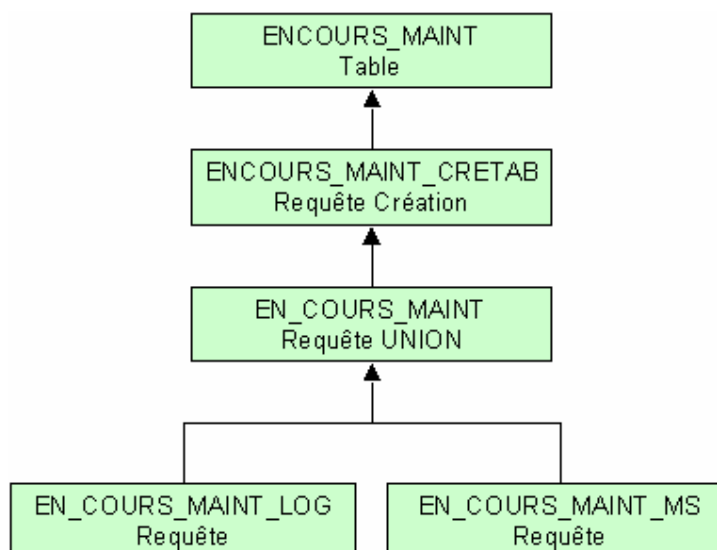 ENCOURS_MAINT
Table
ENCOURS_MAINT_CRETAB
Requête Création
EN_COURS_MAINT
Requête UNION
EN_COURS_MAINT_LOG
Requête
EN_COURS_MAINT_MS
Requête